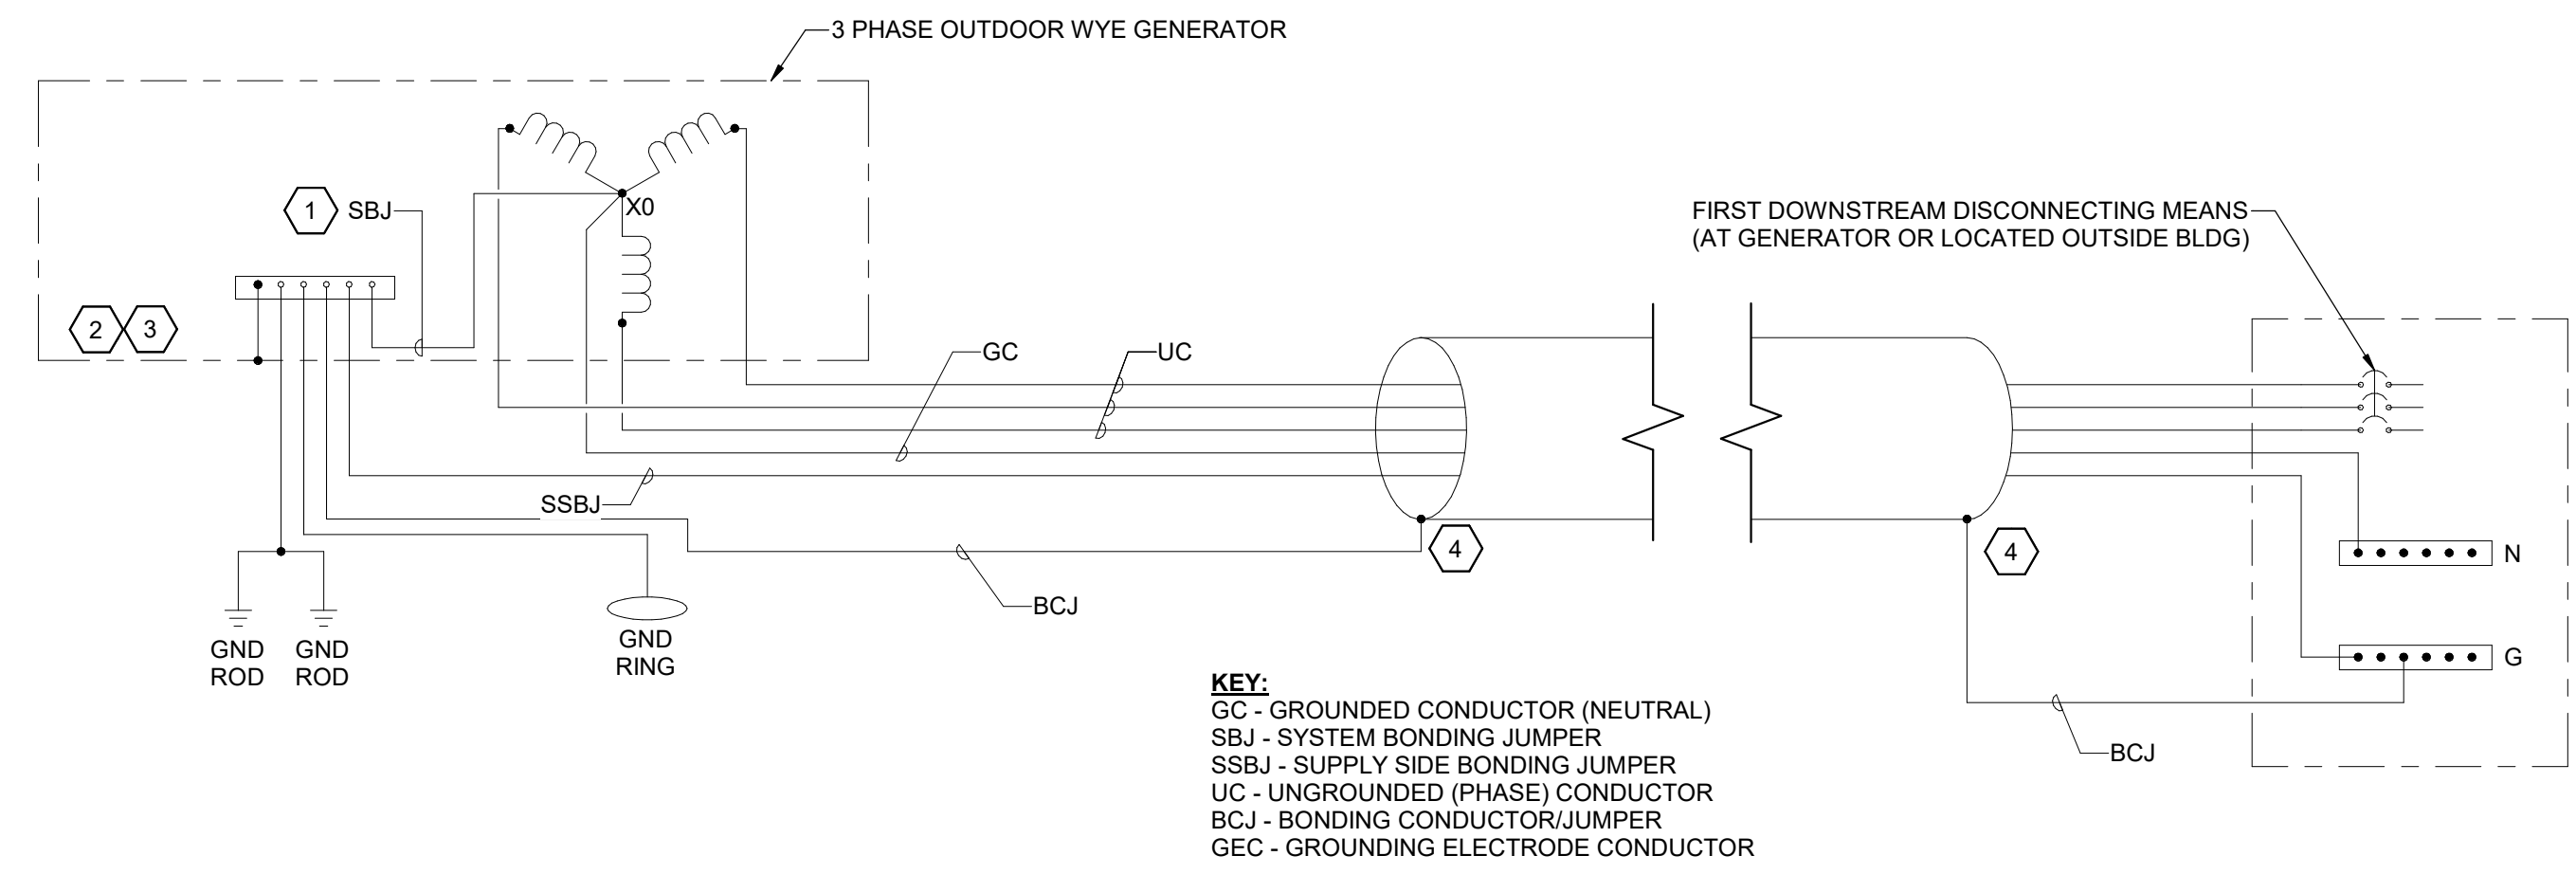 3 PHASE OUTDOOR WYE GENERATOR
1
SBJ
X0
2
3
FIRST DOWNSTREAM DISCONNECTING MEANS
(AT GENERATOR OR LOCATED OUTSIDE BLDG)
GC
UC
SSBJ
4
4
N
BCJ
GND
ROD
GND
ROD
GND
RING
G
BCJ
KEY:
GC - GROUNDED CONDUCTOR (NEUTRAL)
SBJ - SYSTEM BONDING JUMPER
SSBJ - SUPPLY SIDE BONDING JUMPER
UC - UNGROUNDED (PHASE) CONDUCTOR
BCJ - BONDING CONDUCTOR/JUMPER
GEC - GROUNDING ELECTRODE CONDUCTOR